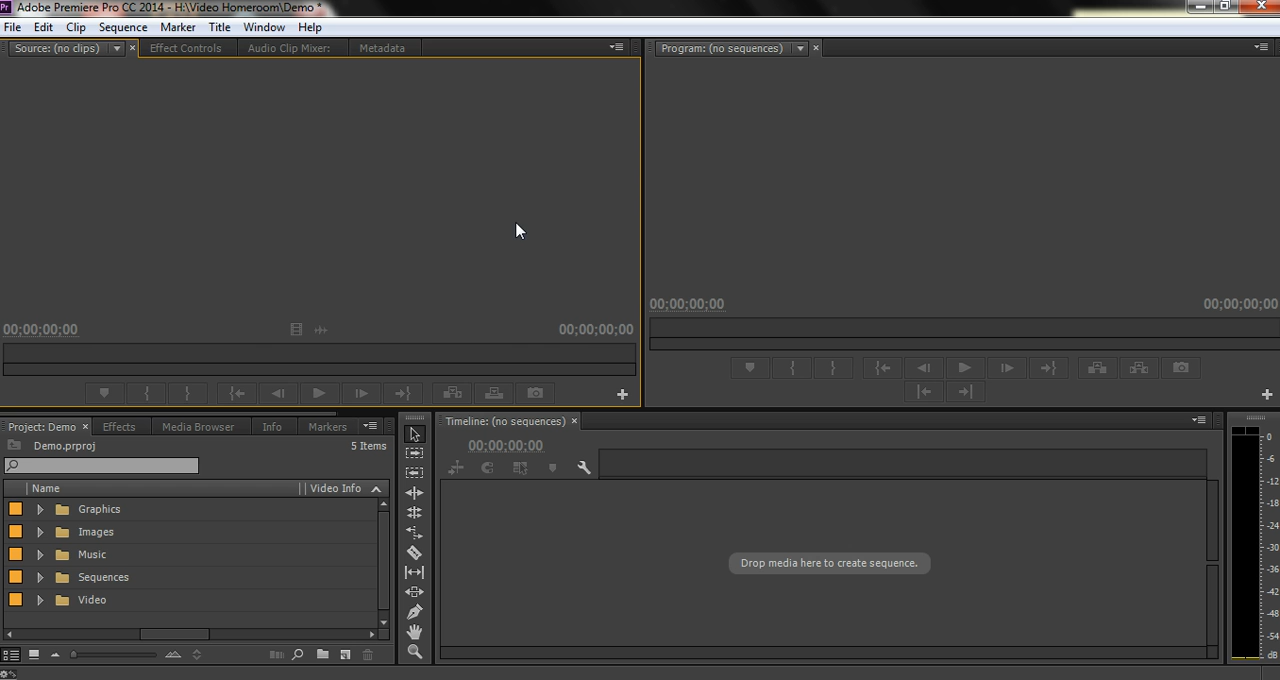 Pr Adobe Premiere Pro CC 2014 - H:\Video Homeroom\Demo *
File Edit Clip Sequence Marker Title Window Help
Source: (no clips) Effect Controls Audio Clip Mixer: Metadata
Program: (no sequences)
00;00;00;00 00;00;00;00
00;00;00;00 00;00;00;00
Project: Demo Effects Media Browser Info Markers
Demo.prproj 5 Items
Name Video Info
Graphics
Images
Music
Sequences
Video
Timeline: (no sequences)
00;00;00;00
Drop media here to create sequence.
0
-6
-12
-18
-24
-30
-36
-42
-48
-54
dB